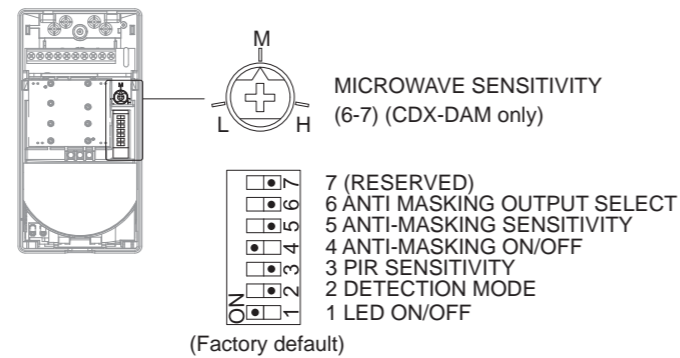 M
L
H
MICROWAVE SENSITIVITY
(6-7) (CDX-DAM only)
7
6
5
4
3
2
1
ON
7 (RESERVED)
6 ANTI MASKING OUTPUT SELECT
5 ANTI-MASKING SENSITIVITY
4 ANTI-MASKING ON/OFF
3 PIR SENSITIVITY
2 DETECTION MODE
1 LED ON/OFF
(Factory default)